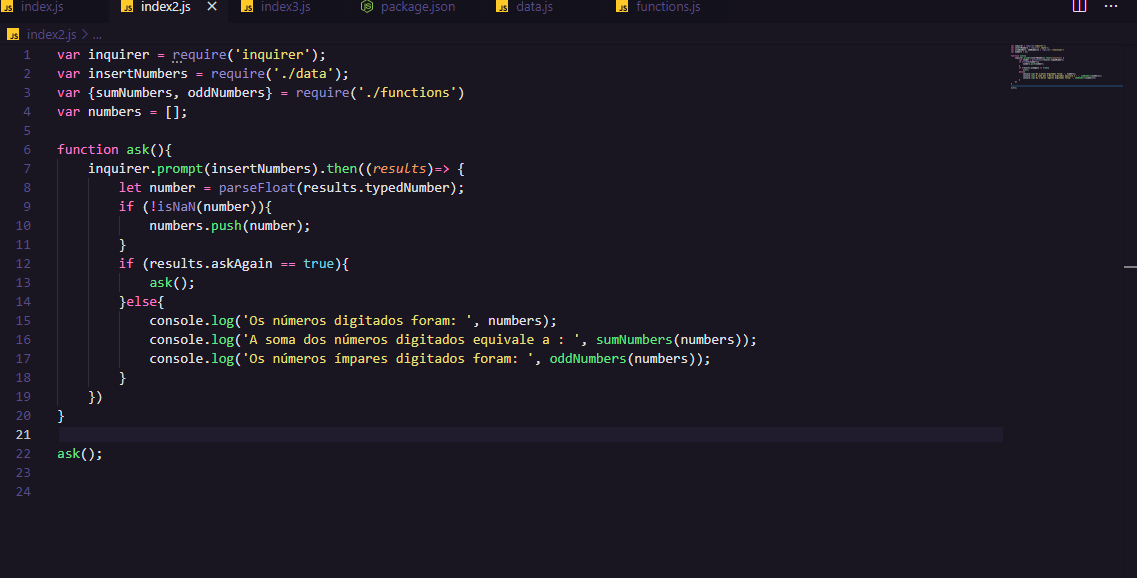 JS index.js JS index2.js × JS index3.js JS package.json JS data.js JS functions.js ...
JS index2.js > ...
1 var inquirer = require('inquirer');
2 var insertNumbers = require('./data');
3 var {sumNumbers, oddNumbers} = require('./functions')
4 var numbers = [];
5
6 function ask(){
7 inquirer.prompt(insertNumbers).then((results)=> {
8 let number = parseFloat(results.typedNumber);
9 if (!isNaN(number)){
10 numbers.push(number);
11 }
12 if (results.askAgain == true){
13 ask();
14 }else{
15 console.log('Os números digitados foram: ', numbers);
16 console.log('A soma dos números digitados equivale a : ', sumNumbers(numbers));
17 console.log('Os números ímpares digitados foram: ', oddNumbers(numbers));
18 }
19 })
20 }
21
22 ask();
23
24